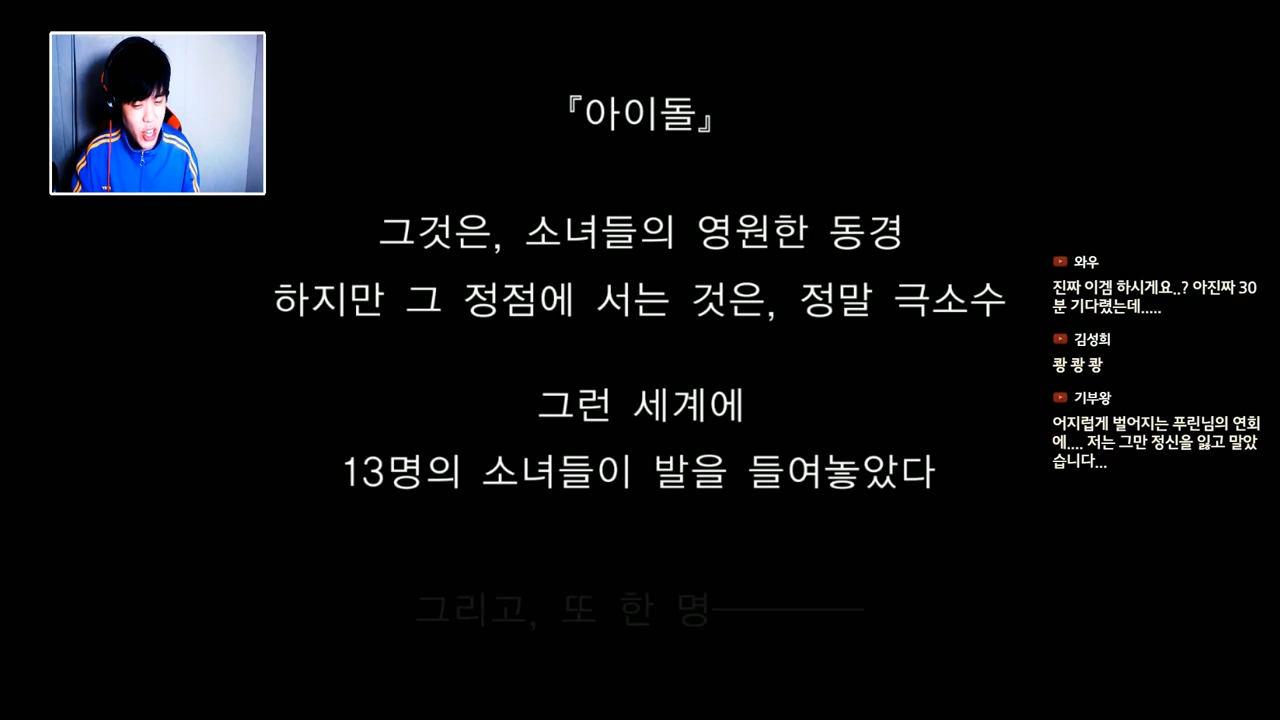 『아이돌』
그것은, 소녀들의 영원한 동경
하지만 그 정점에 서는 것은, 정말 극소수
그런 세계에
13명의 소녀들이 발을 들여놓았다
그리고, 또 한 명————
와우
진짜 이겜 하시게요..? 아진짜 30
분 기다렸는데.....
김성희
쾅 쾅 쾅
기부왕
어지럽게 벌어지는 푸린님의 연회
에.... 저는 그만 정신을 잃고 말았
습니다...